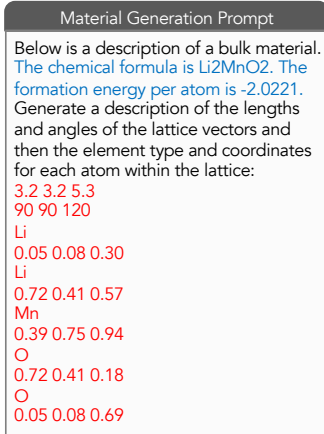 Material Generation Prompt
Below is a description of a bulk material.
The chemical formula is Li2MnO2. The
formation energy per atom is -2.0221.
Generate a description of the lengths
and angles of the lattice vectors and
then the element type and coordinates
for each atom within the lattice:
3.2 3.2 5.3
90 90 120
Li
0.05 0.08 0.30
Li
0.72 0.41 0.57
Mn
0.39 0.75 0.94
O
0.72 0.41 0.18
O
0.05 0.08 0.69